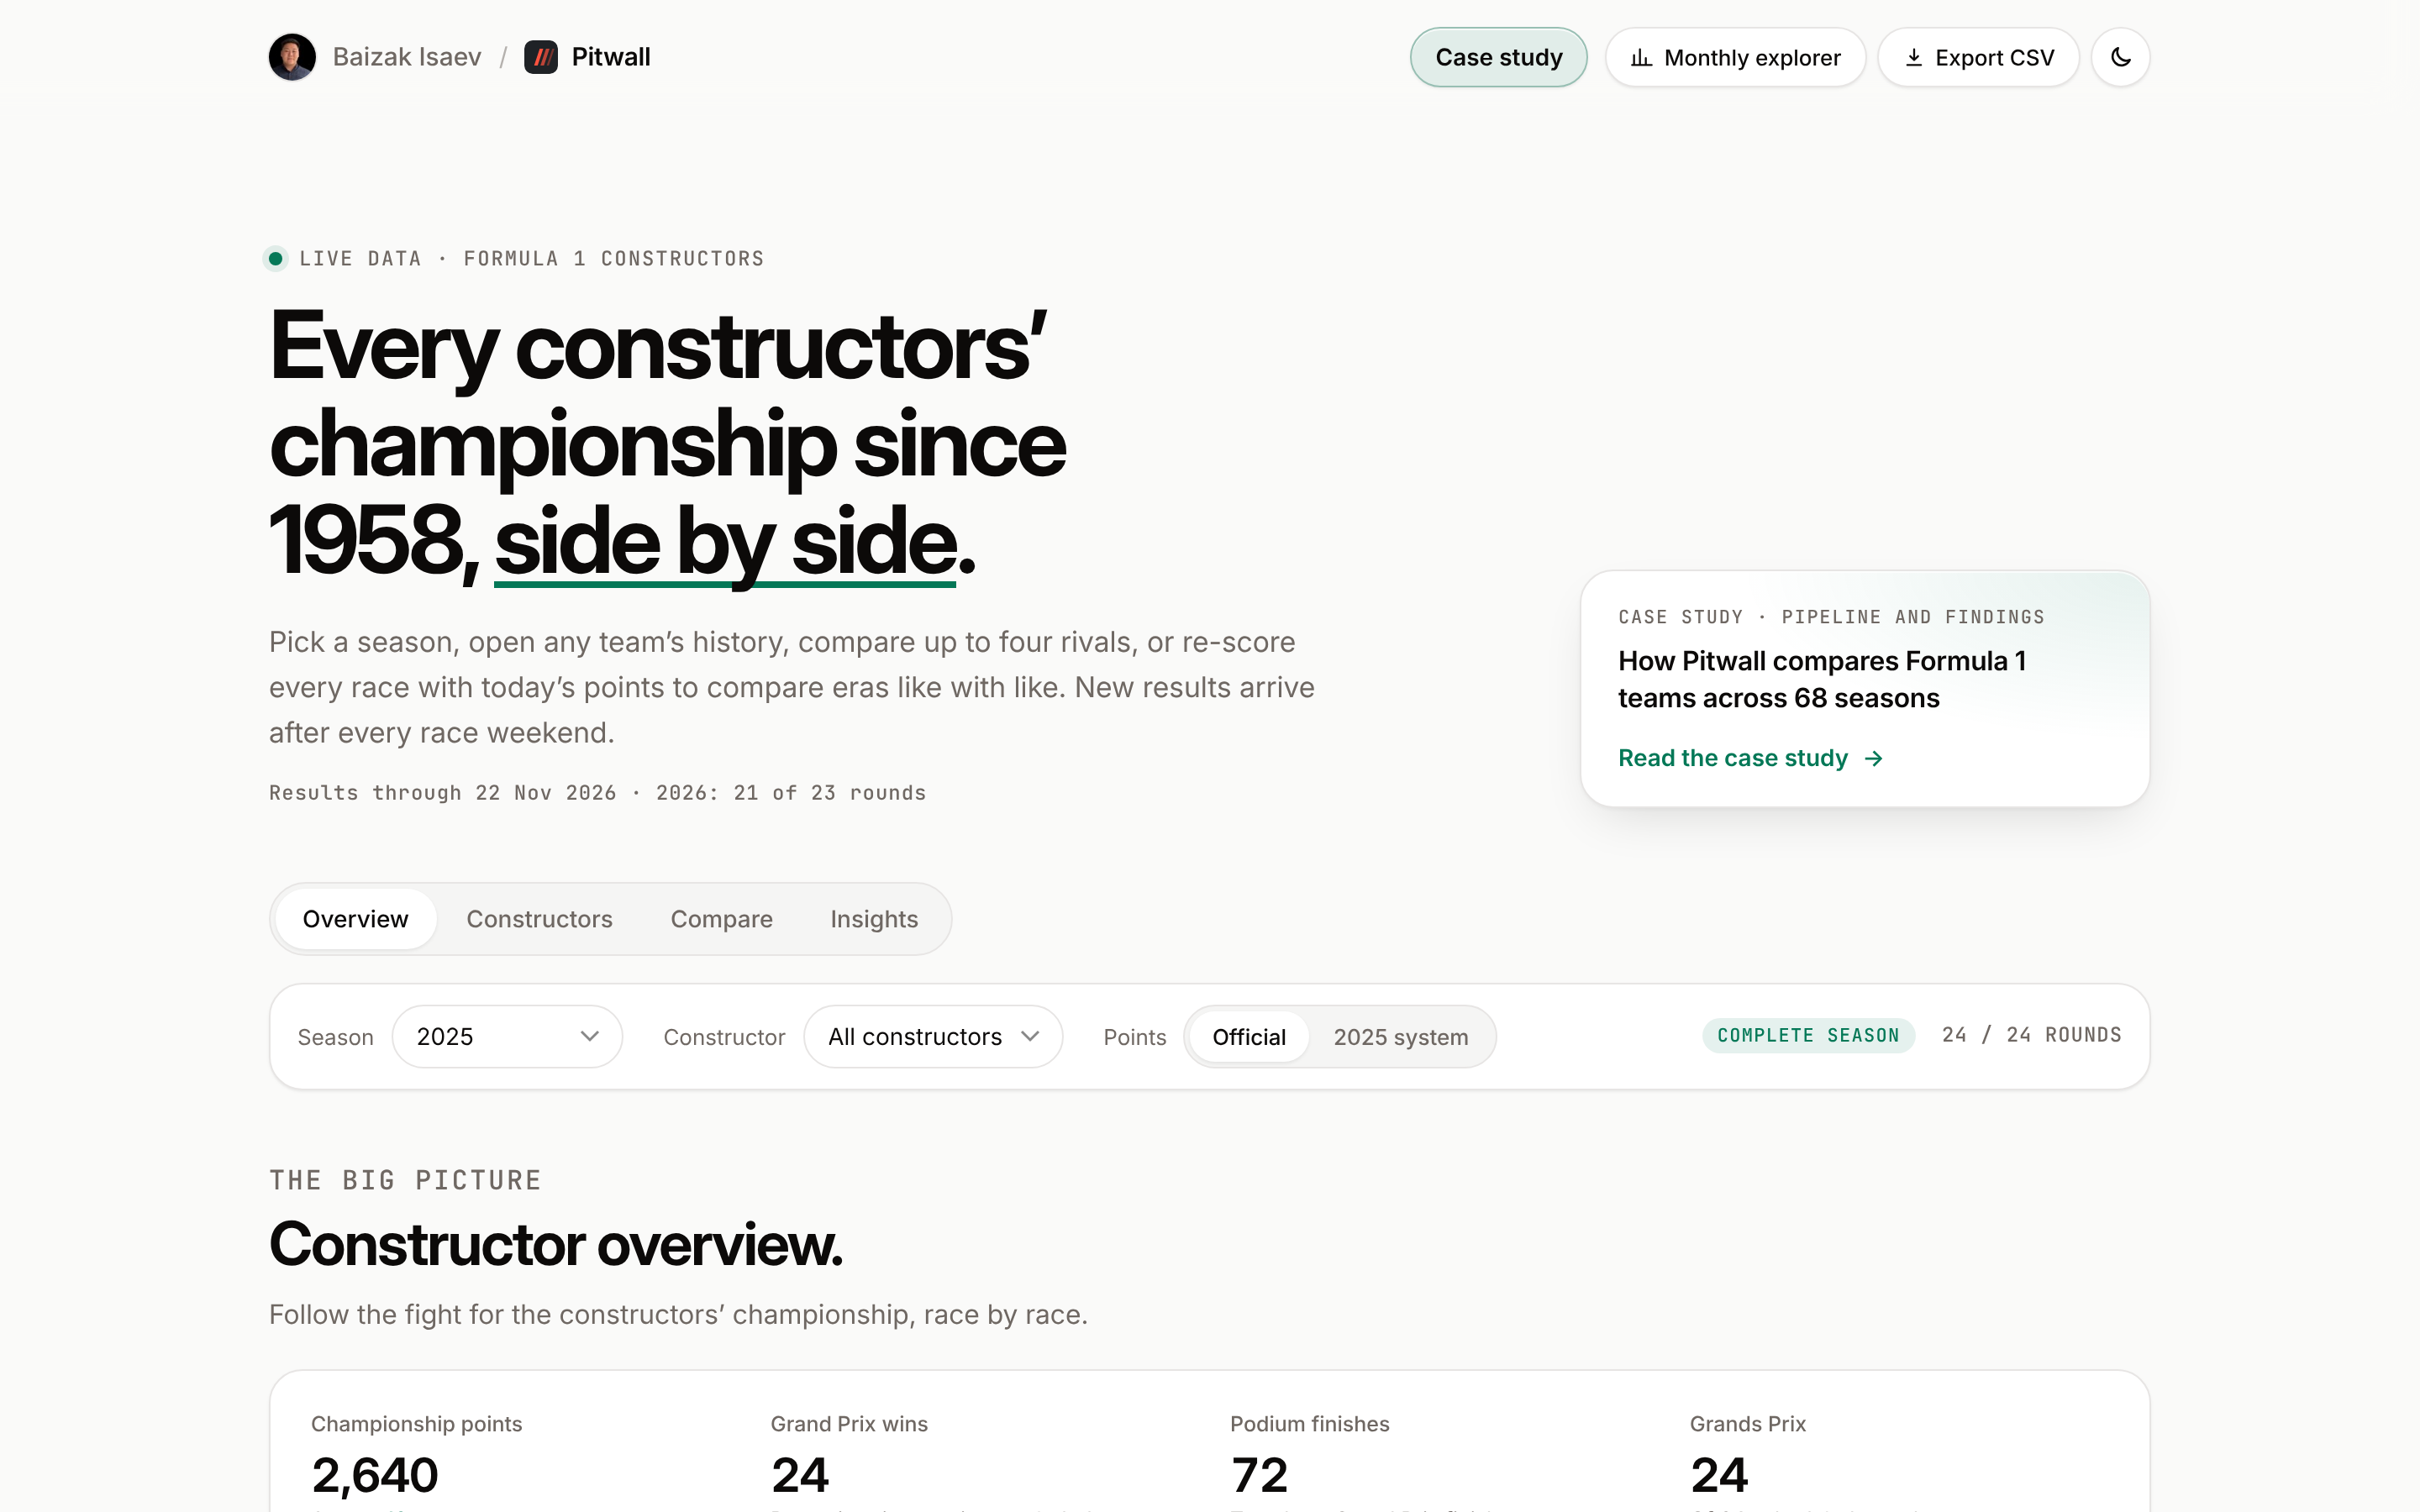 Baizak Isaev / Pitwall
Case study
Monthly explorer
Export CSV
LIVE DATA · FORMULA 1 CONSTRUCTORS
Every constructors’
championship since
1958, side by side.
Pick a season, open any team’s history, compare up to four rivals, or re-score
every race with today’s points to compare eras like with like. New results arrive
after every race weekend.
Results through 22 Nov 2026 · 2026: 21 of 23 rounds
CASE STUDY · PIPELINE AND FINDINGS
How Pitwall compares Formula 1
teams across 68 seasons
Read the case study →
Overview
Constructors
Compare
Insights
Season
2025
Constructor
All constructors
Points
Official
2025 system
COMPLETE SEASON
24 / 24 ROUNDS
THE BIG PICTURE
Constructor overview.
Follow the fight for the constructors’ championship, race by race.
Championship points
2,640
Grand Prix wins
24
Podium finishes
72
Grands Prix
24